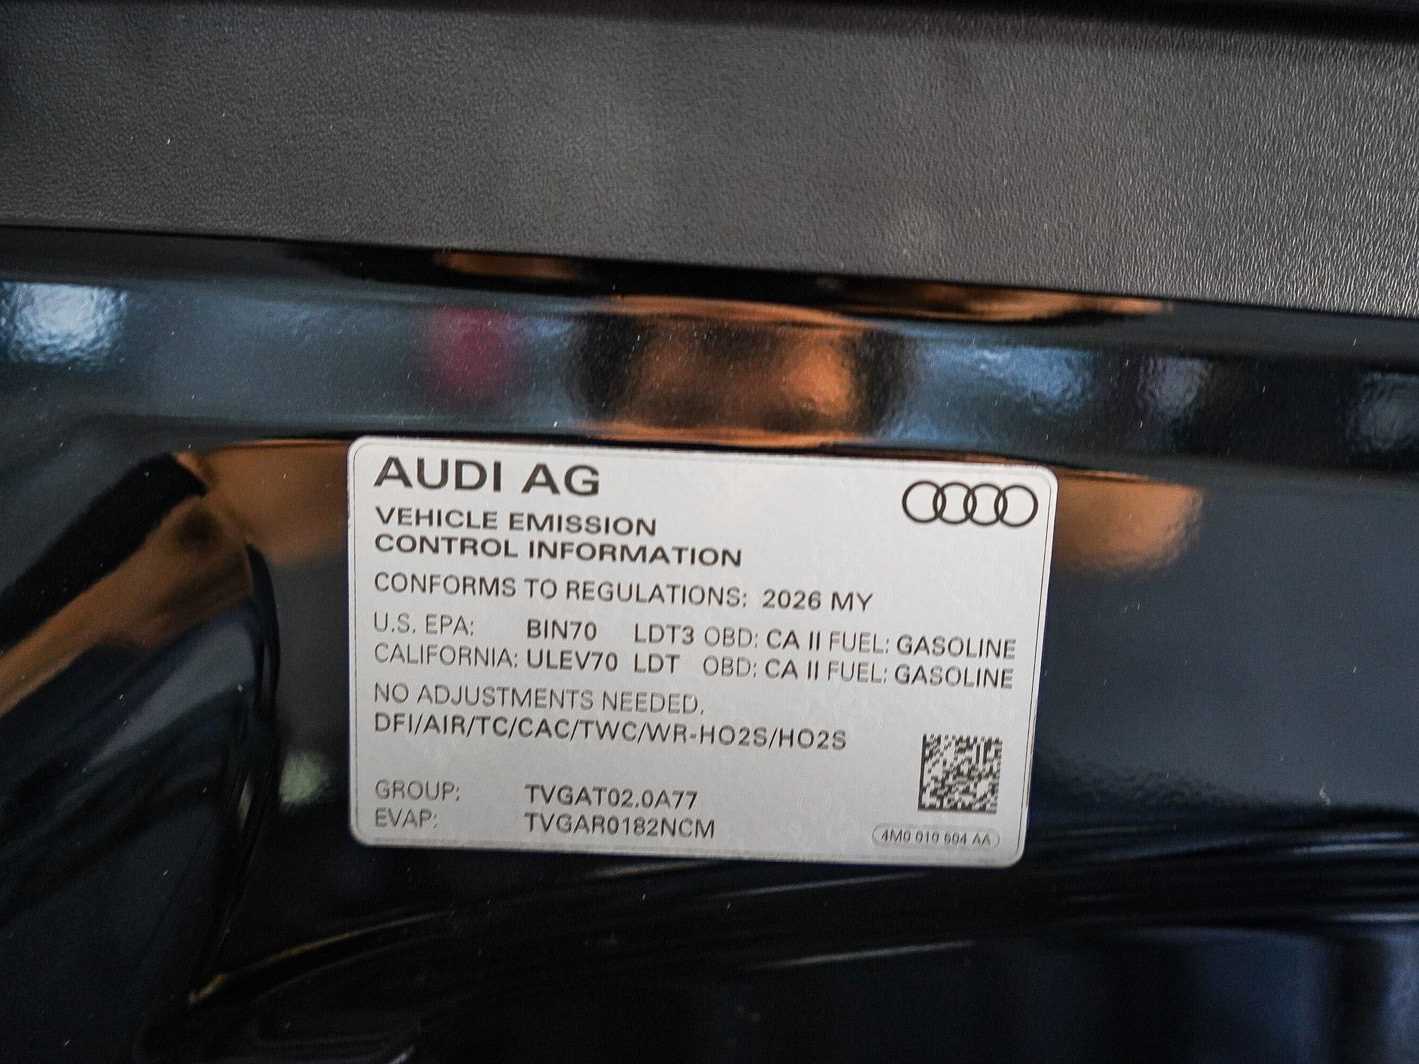 AUDI AG
VEHICLE EMISSION
CONTROL INFORMATION
CONFORMS TO REGULATIONS: 2026 MY
U.S. EPA: BIN70 LDT3 OBD: CA II FUEL: GASOLINE
CALIFORNIA: ULEV70 LDT OBD: CA II FUEL: GASOLINE
NO ADJUSTMENTS NEEDED.
DFI/AIR/TC/CAC/TWC/WR-HO2S/HO2S
GROUP: TVGAT02.0A77
EVAP: TVGAR0182NCM
4M0 010 604 AA